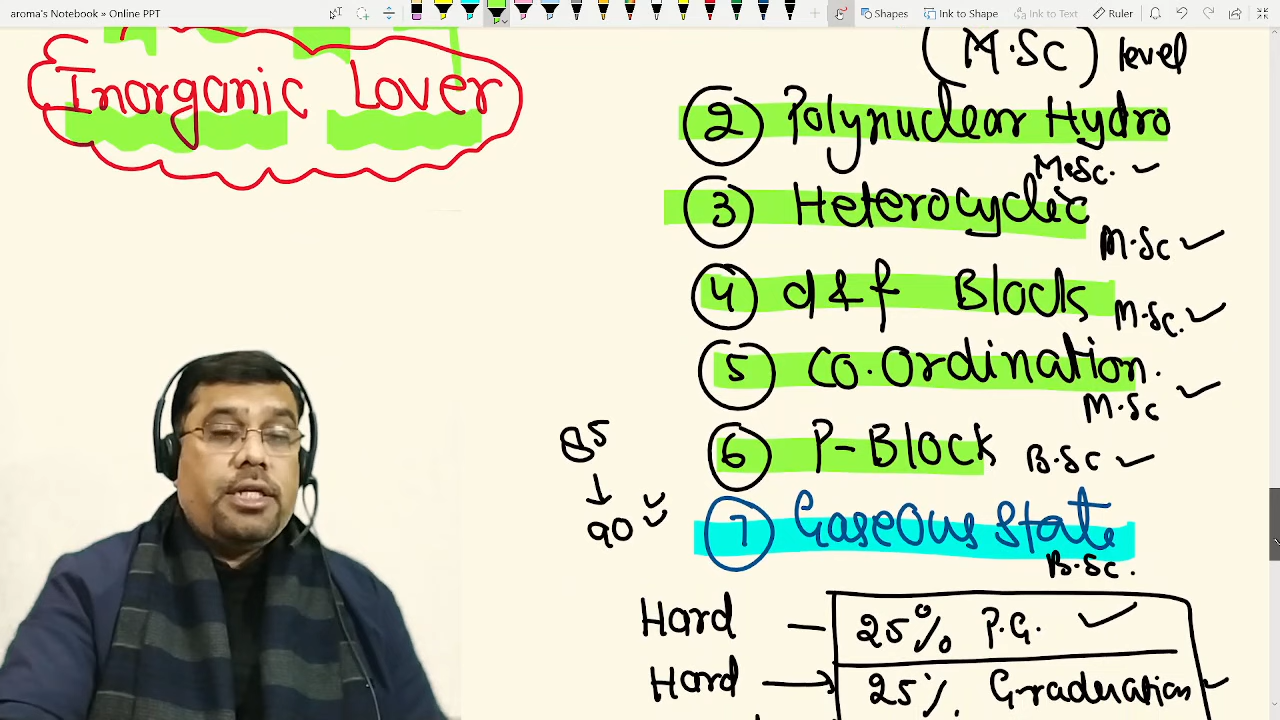 aroma's Notebook » Online PPT
Shapes Ink to Shape Ink to Text Ruler
Inorganic Lover
(M.Sc) level
2 Polynuclear Hydro
M.Sc.
3 Heterocyclic
M.Sc
4 d&f Block
M.Sc.
5 Co.Ordination.
M.Sc
6 P-Block B.Sc
85
90
7 Gaseous State
B.Sc.
Hard — 25% P.G.
Hard → 25% Graduation